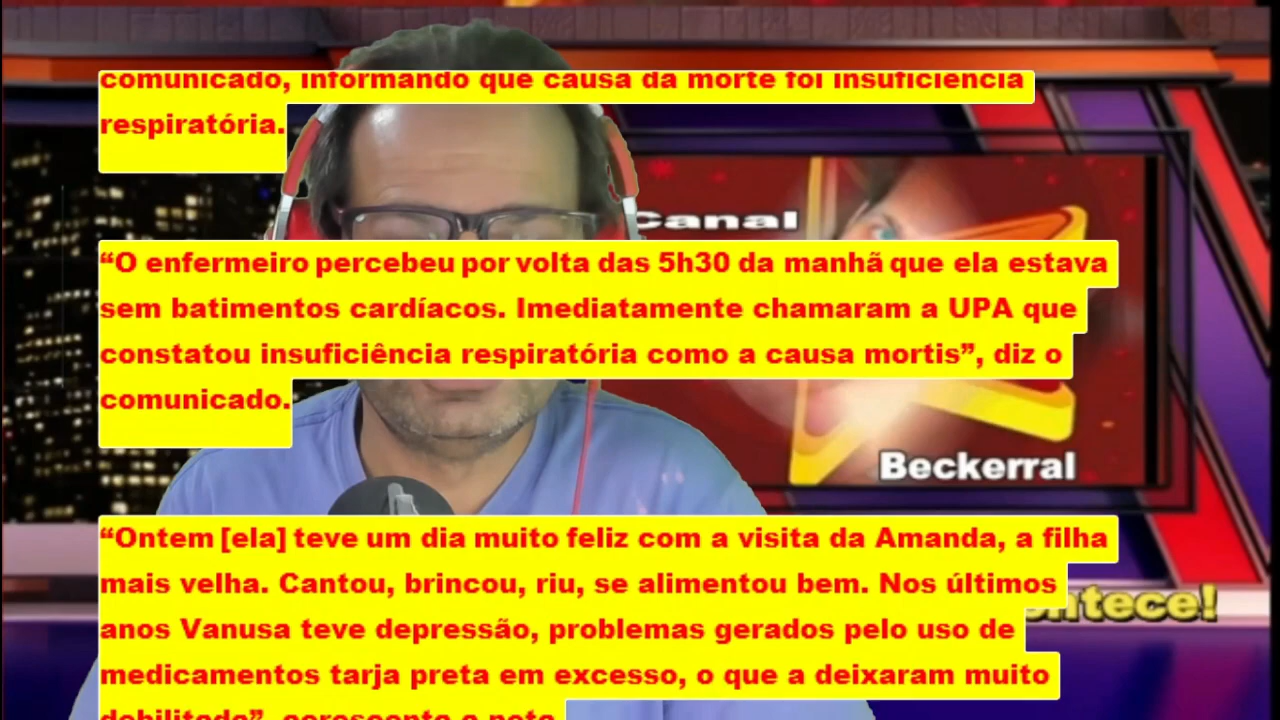 comunicado, informando que causa da morte foi insuficiência
respiratória.
Canal
“O enfermeiro percebeu por volta das 5h30 da manhã que ela estava
sem batimentos cardíacos. Imediatamente chamaram a UPA que
constatou insuficiência respiratória como a causa mortis”, diz o
comunicado.
Beckerral
“Ontem [ela] teve um dia muito feliz com a visita da Amanda, a filha
mais velha. Cantou, brincou, riu, se alimentou bem. Nos últimos
ontece!
anos Vanusa teve depressão, problemas gerados pelo uso de
medicamentos tarja preta em excesso, o que a deixaram muito
debilitada”, acrescenta a nota.